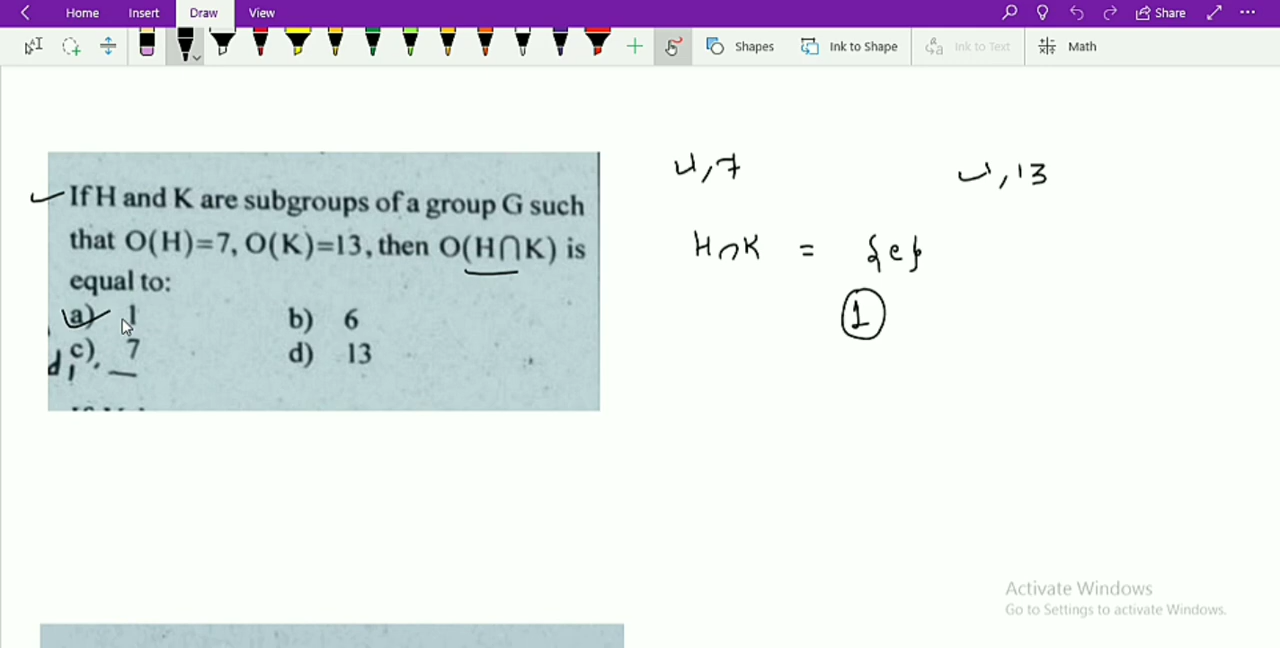 Home Insert Draw View Share
Shapes Ink to Shape Ink to Text Math
If H and K are subgroups of a group G such
that O(H)=7, O(K)=13, then O(H∩K) is
equal to:
a) 1 b) 6
c) 7 d) 13
,7
,13
H∩K = {e}
1
Activate Windows
Go to Settings to activate Windows.